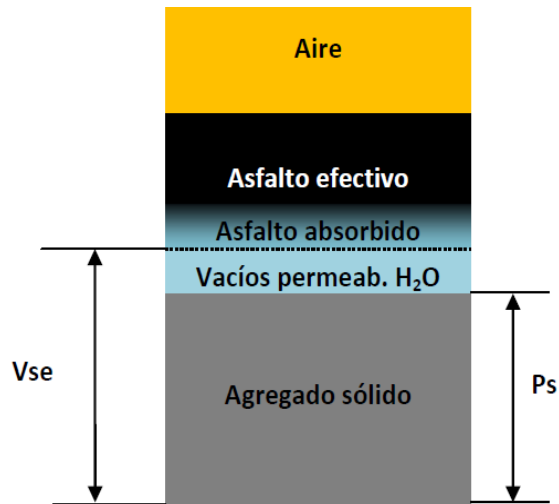 Aire
Asfalto efectivo
Asfalto absorbido
Vacíos permeab. H₂O
Vse
Agregado sólido
Ps